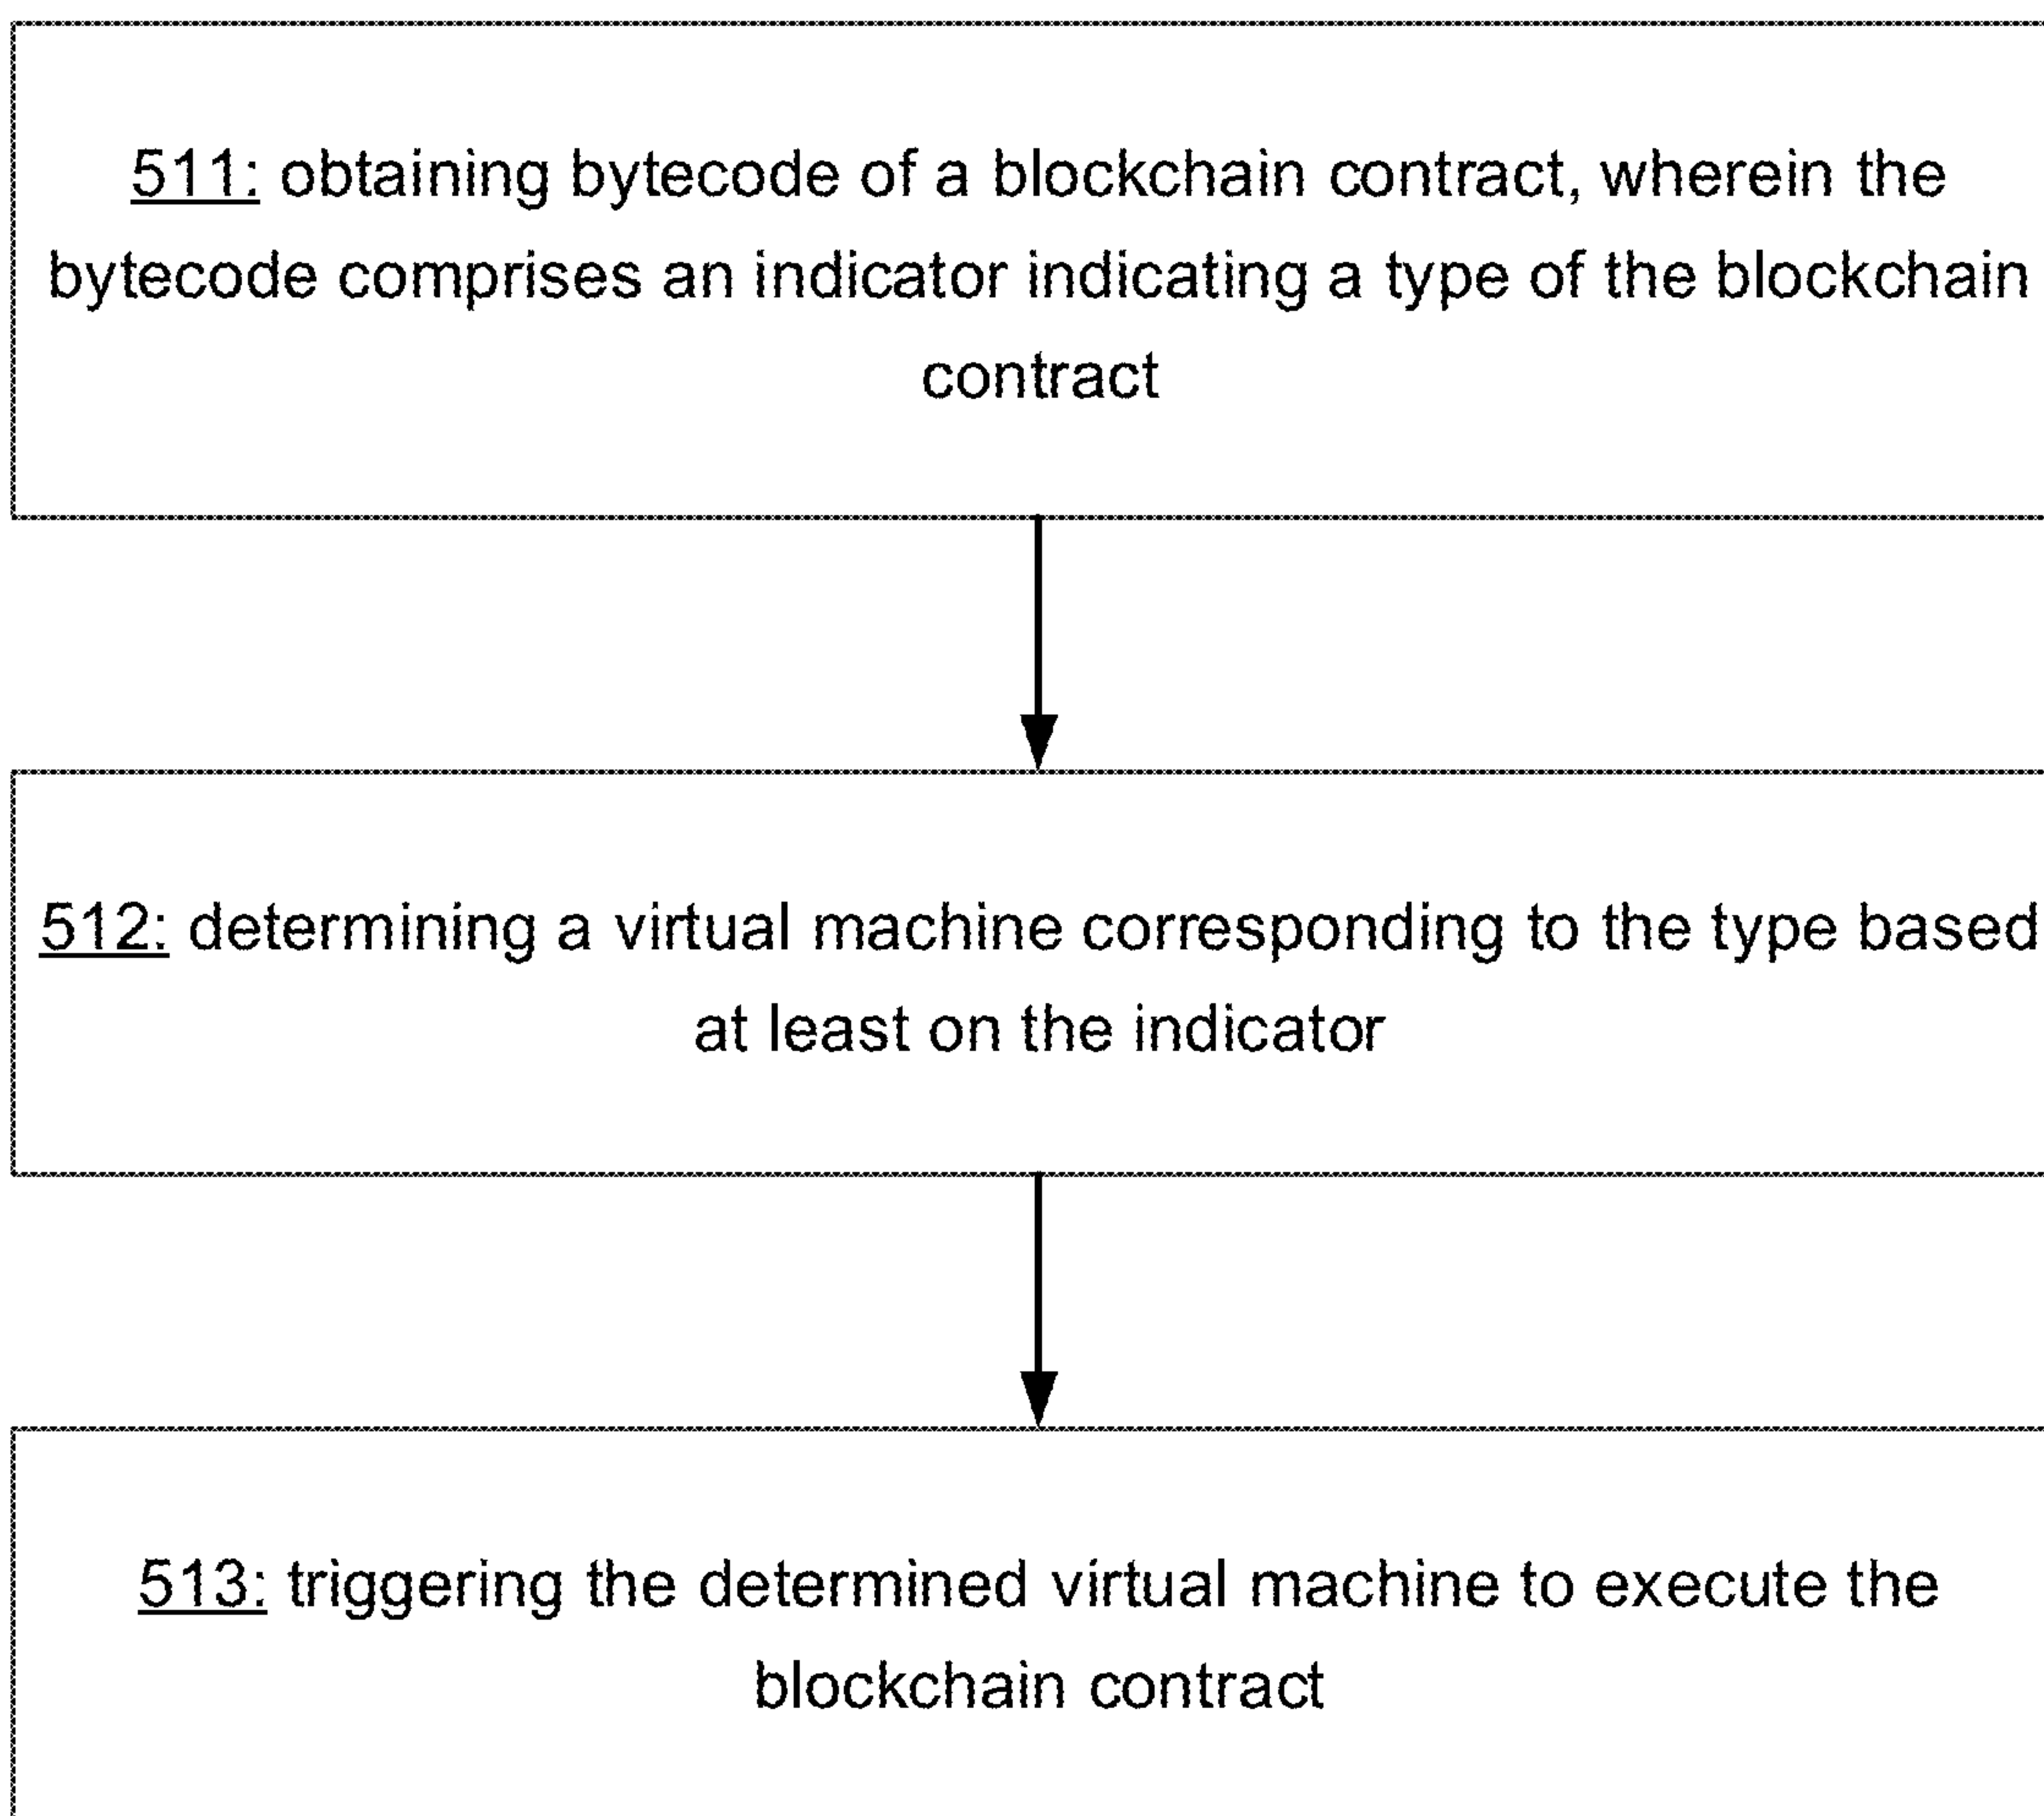 511: obtaining bytecode of a blockchain contract, wherein the
bytecode comprises an indicator indicating a type of the blockchain
contract
512: determining a virtual machine corresponding to the type based
at least on the indicator
513: triggering the determined virtual machine to execute the
blockchain contract